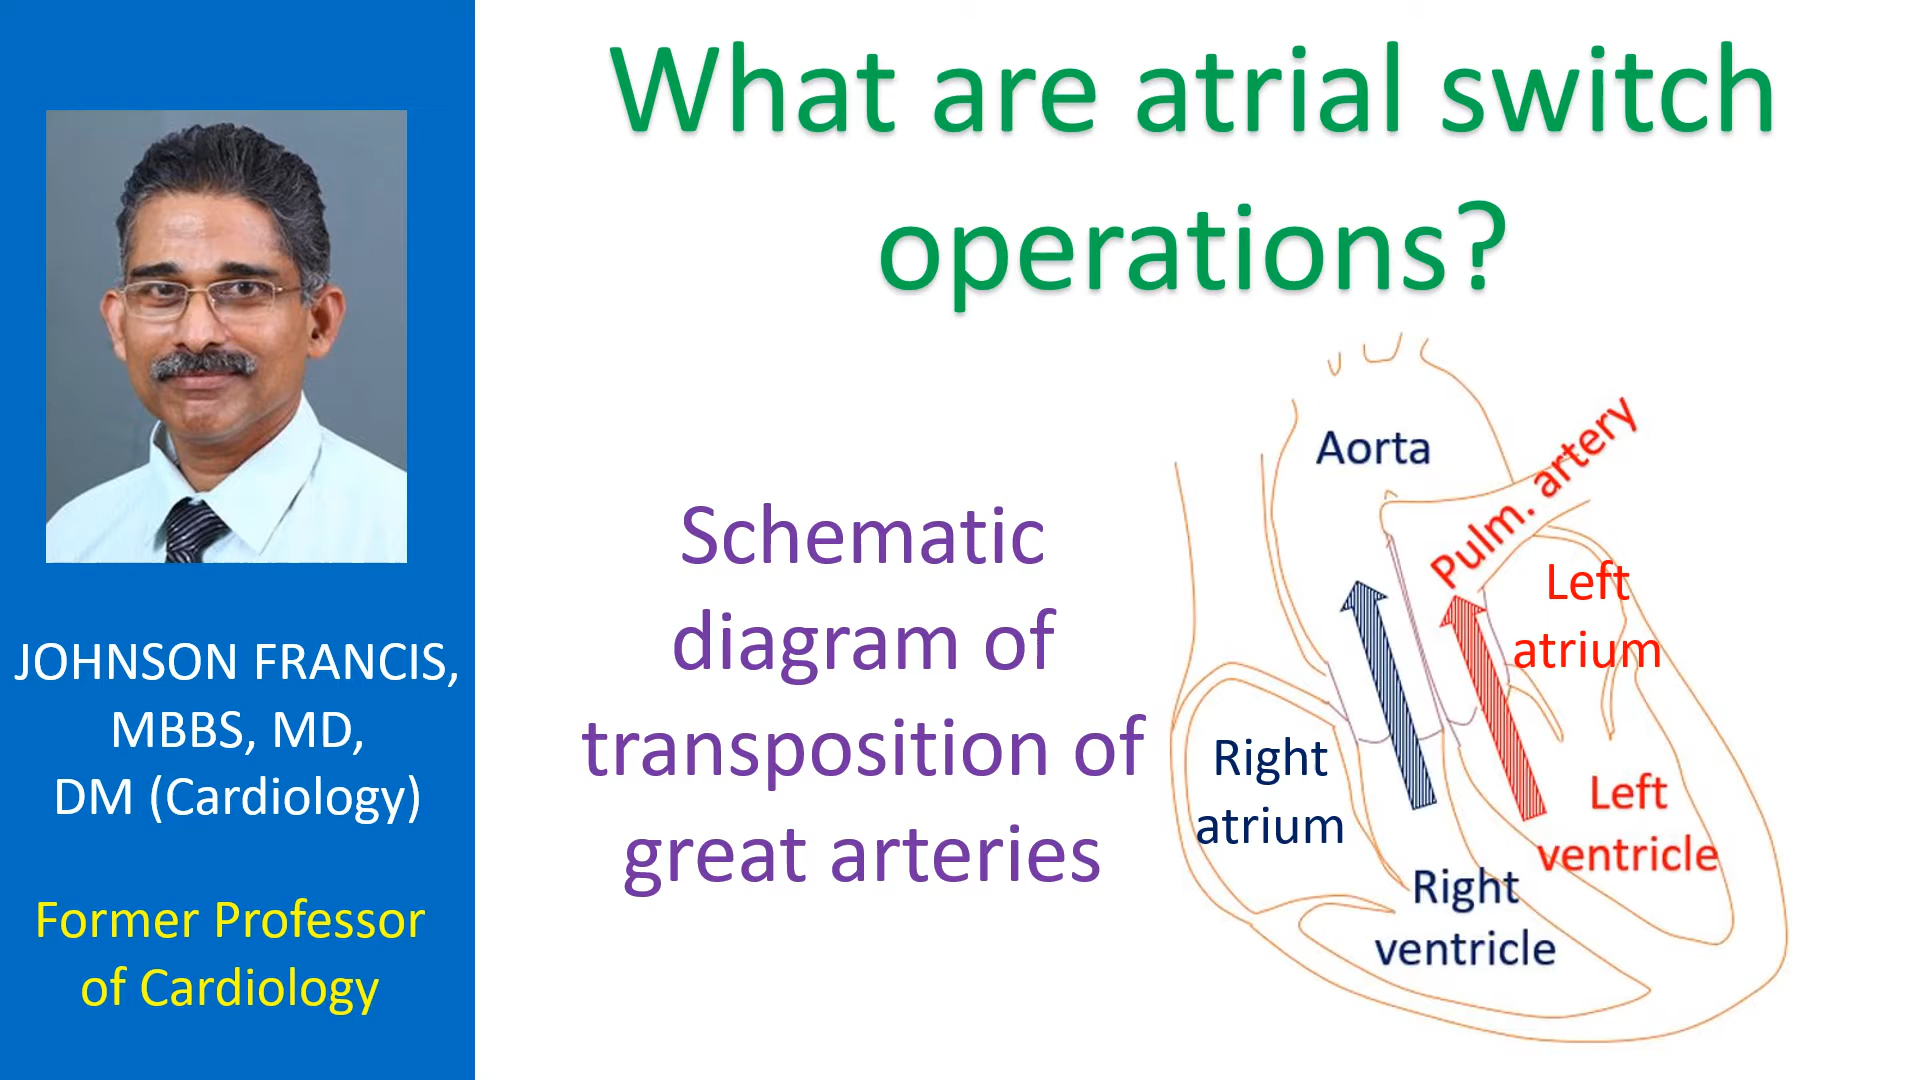 What are atrial switch
operations?
JOHNSON FRANCIS,
MBBS, MD,
DM (Cardiology)
Former Professor
of Cardiology
Schematic
diagram of
transposition of
great arteries
Aorta
Pulm. artery
Left
atrium
Right
atrium
Left
ventricle
Right
ventricle